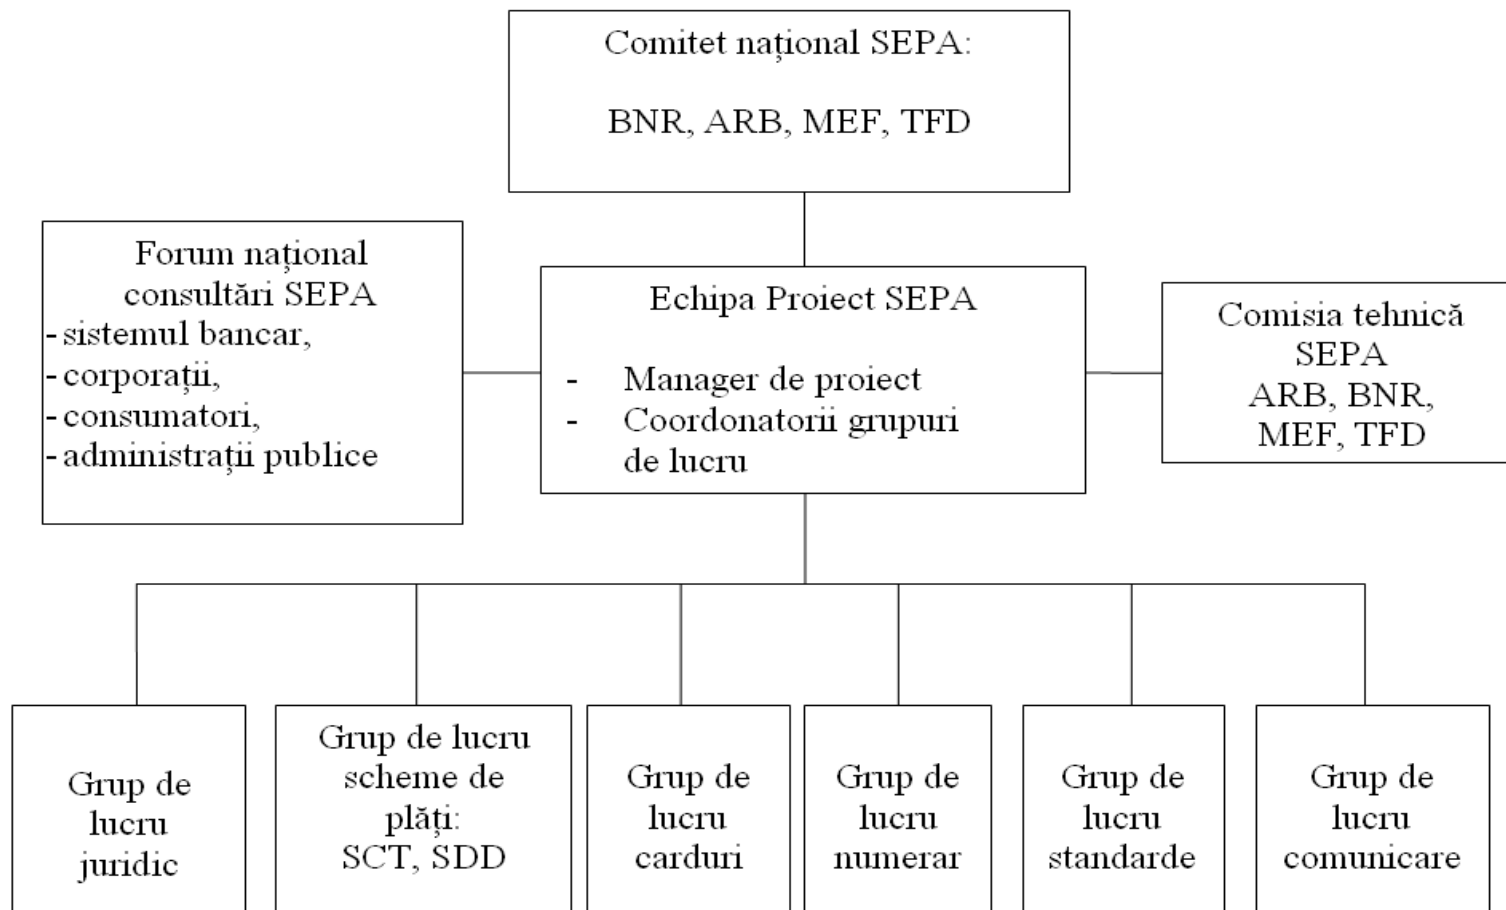 Comitet național SEPA:
BNR, ARB, MEF, TFD
Forum național
consultări SEPA
- sistemul bancar,
- corporații,
- consumatori,
- administrații publice
Echipa Proiect SEPA
- Manager de proiect
- Coordonatorii grupuri
de lucru
Comisia tehnică
SEPA
ARB, BNR,
MEF, TFD
Grup de
lucru
juridic
Grup de lucru
scheme de
plăți:
SCT, SDD
Grup de
lucru
carduri
Grup de
lucru
numerar
Grup de
lucru
standarde
Grup de
lucru
comunicare